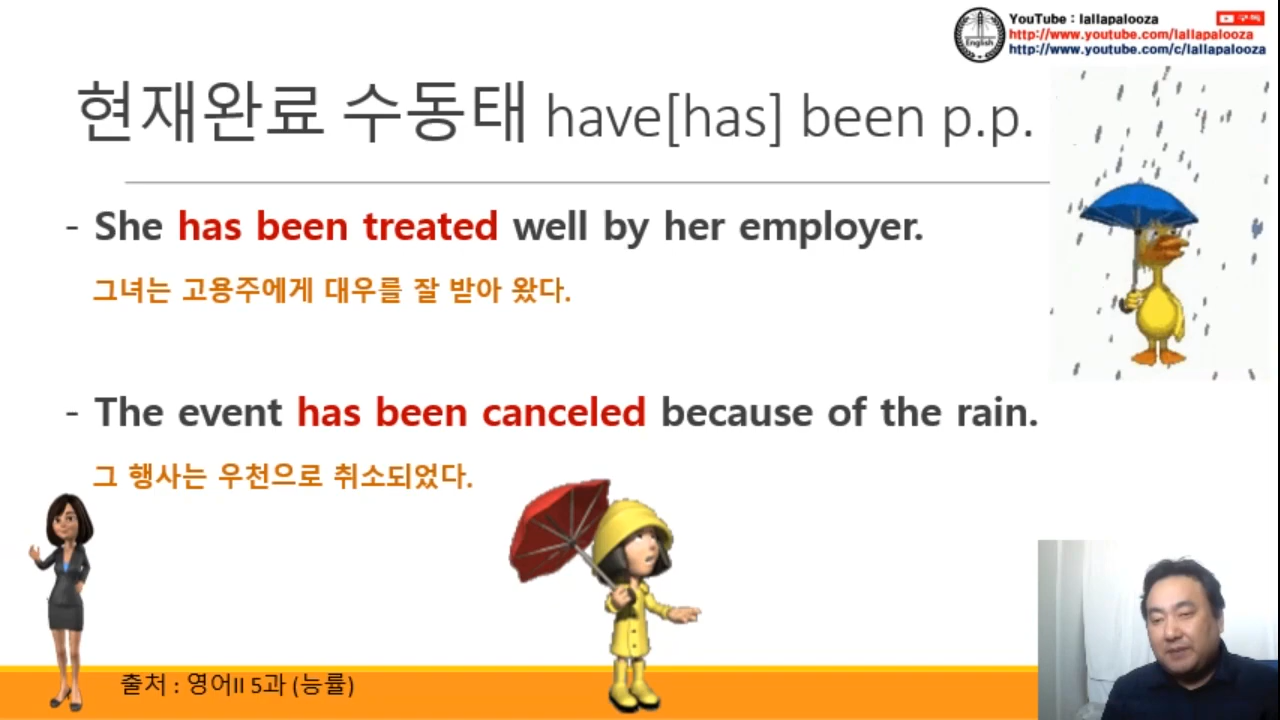 YouTube : lallapalooza
구독
http://www.youtube.com/lallapalooza
http://www.youtube.com/c/lallapalooza
English
현재완료 수동태 have[has] been p.p.
- She has been treated well by her employer.
그녀는 고용주에게 대우를 잘 받아 왔다.
- The event has been canceled because of the rain.
그 행사는 우천으로 취소되었다.
출처 : 영어II 5과 (능률)